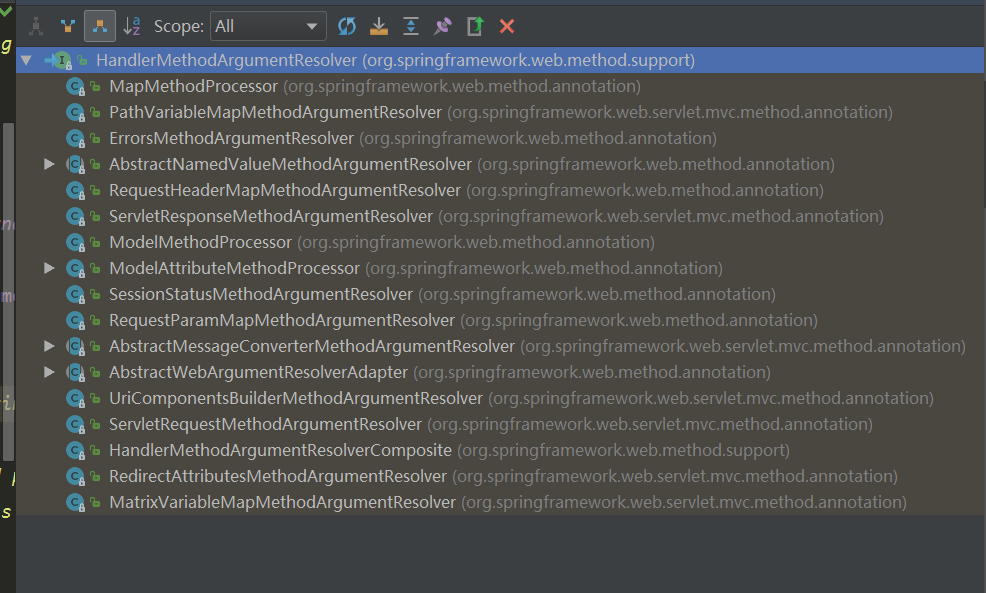 Scope: All
HandlerMethodArgumentResolver (org.springframework.web.method.support)
MapMethodProcessor (org.springframework.web.method.annotation)
PathVariableMapMethodArgumentResolver (org.springframework.web.servlet.mvc.method.annotation)
ErrorsMethodArgumentResolver (org.springframework.web.method.annotation)
AbstractNamedValueMethodArgumentResolver (org.springframework.web.method.annotation)
RequestHeaderMapMethodArgumentResolver (org.springframework.web.method.annotation)
ServletResponseMethodArgumentResolver (org.springframework.web.servlet.mvc.method.annotation)
ModelMethodProcessor (org.springframework.web.method.annotation)
ModelAttributeMethodProcessor (org.springframework.web.method.annotation)
SessionStatusMethodArgumentResolver (org.springframework.web.method.annotation)
RequestParamMapMethodArgumentResolver (org.springframework.web.method.annotation)
AbstractMessageConverterMethodArgumentResolver (org.springframework.web.servlet.mvc.method.annotation)
AbstractWebArgumentResolverAdapter (org.springframework.web.method.annotation)
UriComponentsBuilderMethodArgumentResolver (org.springframework.web.servlet.mvc.method.annotation)
ServletRequestMethodArgumentResolver (org.springframework.web.servlet.mvc.method.annotation)
HandlerMethodArgumentResolverComposite (org.springframework.web.method.support)
RedirectAttributesMethodArgumentResolver (org.springframework.web.servlet.mvc.method.annotation)
MatrixVariableMapMethodArgumentResolver (org.springframework.web.servlet.mvc.method.annotation)